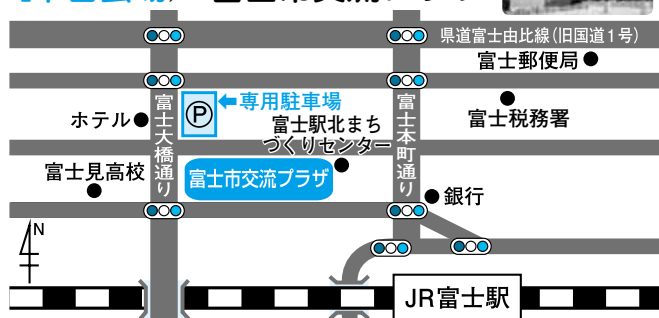 県道富士由比線(旧国道1号)
富士郵便局
P
専用駐車場
富士税務署
ホテル
富士駅北まち
づくりセンター
富士大橋通り
富士本町通り
富士見高校
富士市交流プラザ
銀行
N
JR富士駅